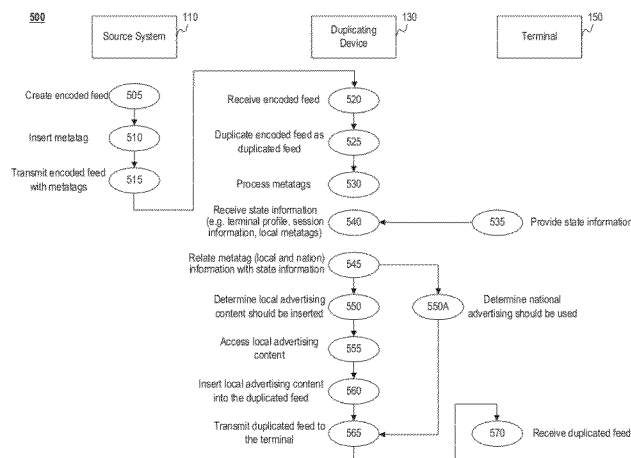 500
Source System
110
Duplicating
Device
130
Terminal
150
Create encoded feed
505
Receive encoded feed
520
Insert metatag
510
Duplicate encoded feed as
duplicated feed
525
Transmit encoded feed
with metatags
515
Process metatags
530
Receive state information
(e.g. terminal profile, session
information, local metatags)
540
535
Provide state information
Relate metatag (local and nation)
information with state information
545
Determine local advertising
content should be inserted
550
550A
Determine national
advertising should be used
Access local advertising
content
555
Insert local advertising content
into the duplicated feed
560
Transmit duplicated feed to
the terminal
565
570
Receive duplicated feed